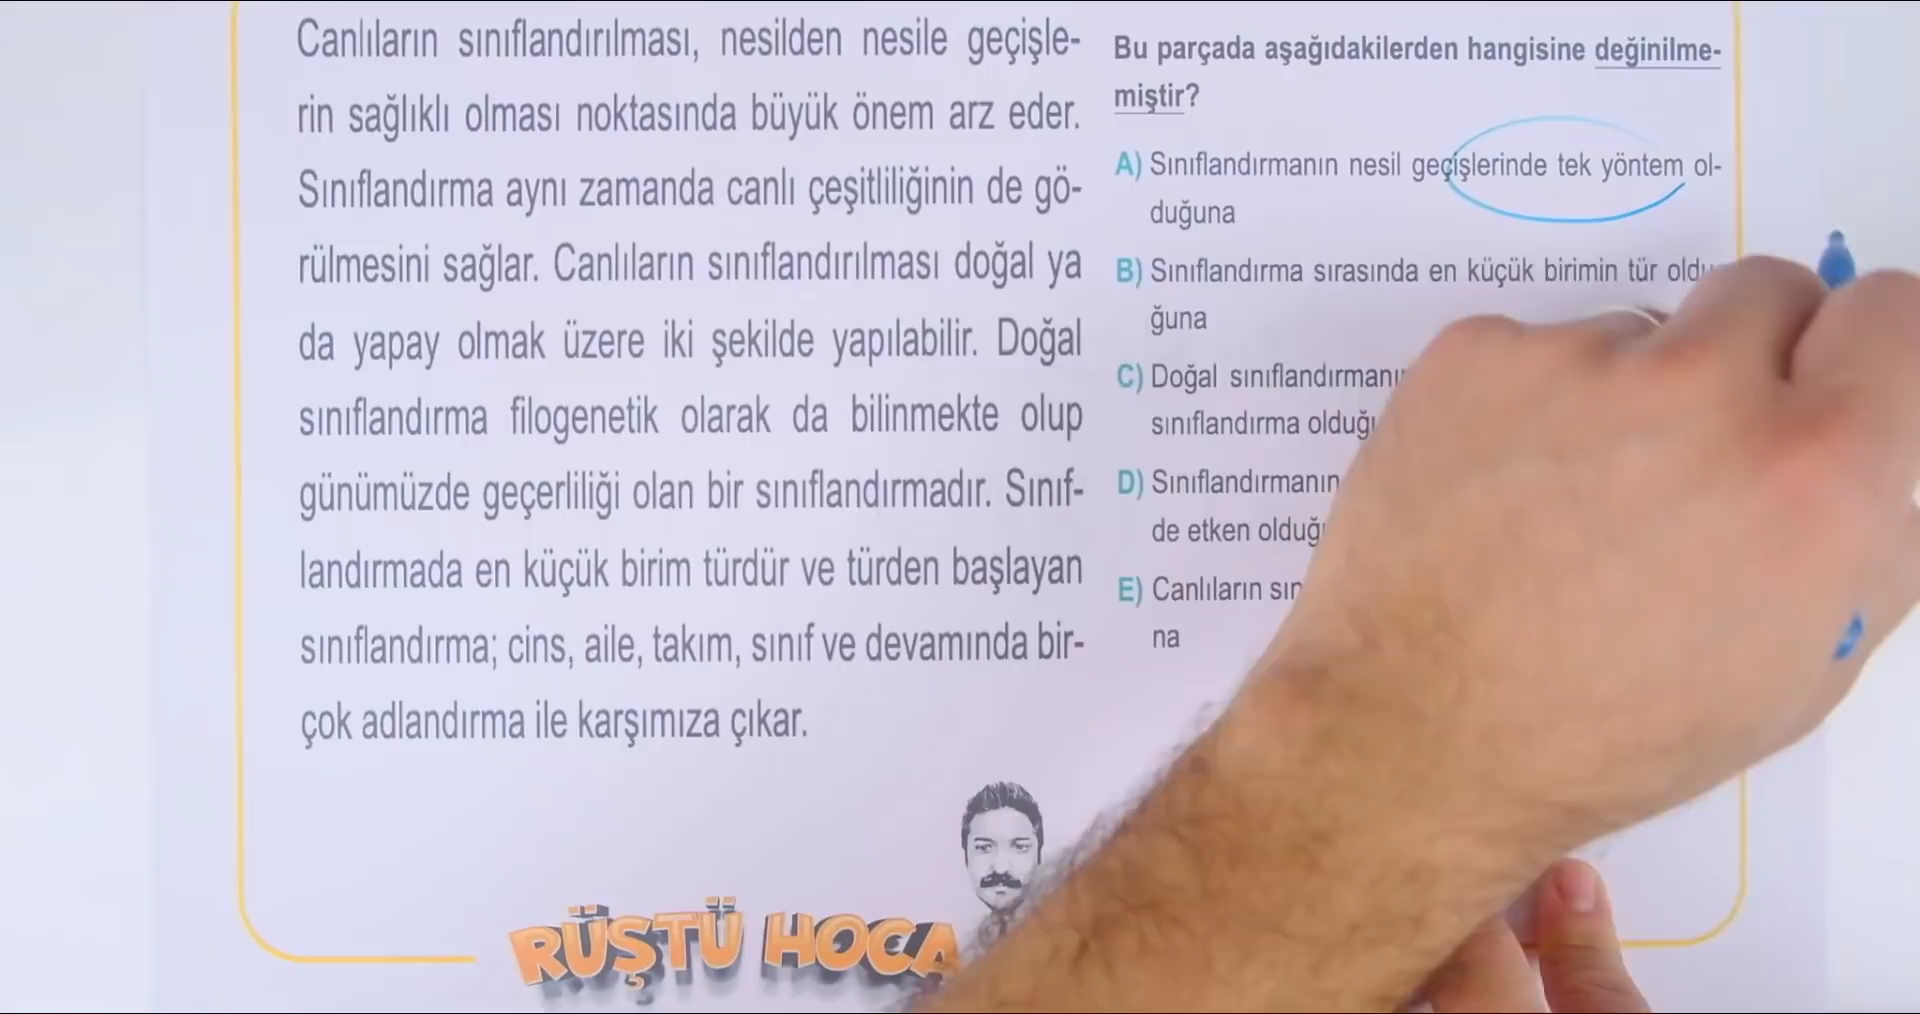 Canlıların sınıflandırılması, nesilden nesile geçişle-
rin sağlıklı olması noktasında büyük önem arz eder.
Sınıflandırma aynı zamanda canlı çeşitliliğinin de gö-
rülmesini sağlar. Canlıların sınıflandırılması doğal ya
da yapay olmak üzere iki şekilde yapılabilir. Doğal
sınıflandırma filogenetik olarak da bilinmekte olup
günümüzde geçerliliği olan bir sınıflandırmadır. Sınıf-
landırmada en küçük birim türdür ve türden başlayan
sınıflandırma; cins, aile, takım, sınıf ve devamında bir-
çok adlandırma ile karşımıza çıkar.
Bu parçada aşağıdakilerden hangisine değinilme-
miştir?
A) Sınıflandırmanın nesil geçişlerinde tek yöntem ol-
duğuna
B) Sınıflandırma sırasında en küçük birimin tür
ğuna
C) Doğal
sınıflandırma
D) Sınıflandırmanın
de etken
E) Canlıların
na
RÜŞTÜ HOCA